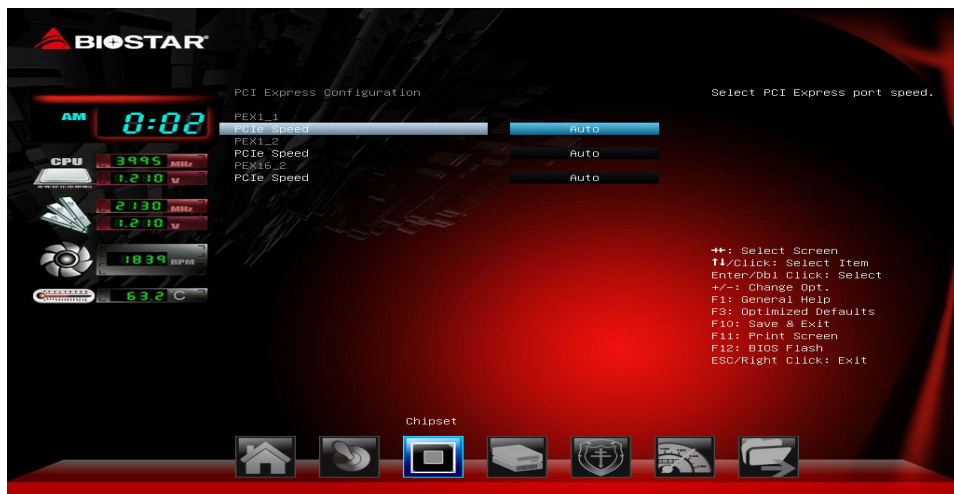 BIOSTAR
PCI Express Configuration
Select PCI Express port speed.
AM 0:02
PEX1_1
PCIe Speed Auto
PEX1_2
PCIe Speed Auto
PEX16_2
PCIe Speed Auto
CPU 3995 MHz
1.210 V
2130 MHz
1.210 V
1839 RPM
63.2 C
→←: Select Screen
↑↓/Click: Select Item
Enter/Dbl Click: Select
+/-: Change Opt.
F1: General Help
F3: Optimized Defaults
F10: Save & Exit
F11: Print Screen
F12: BIOS Flash
ESC/Right Click: Exit
Chipset